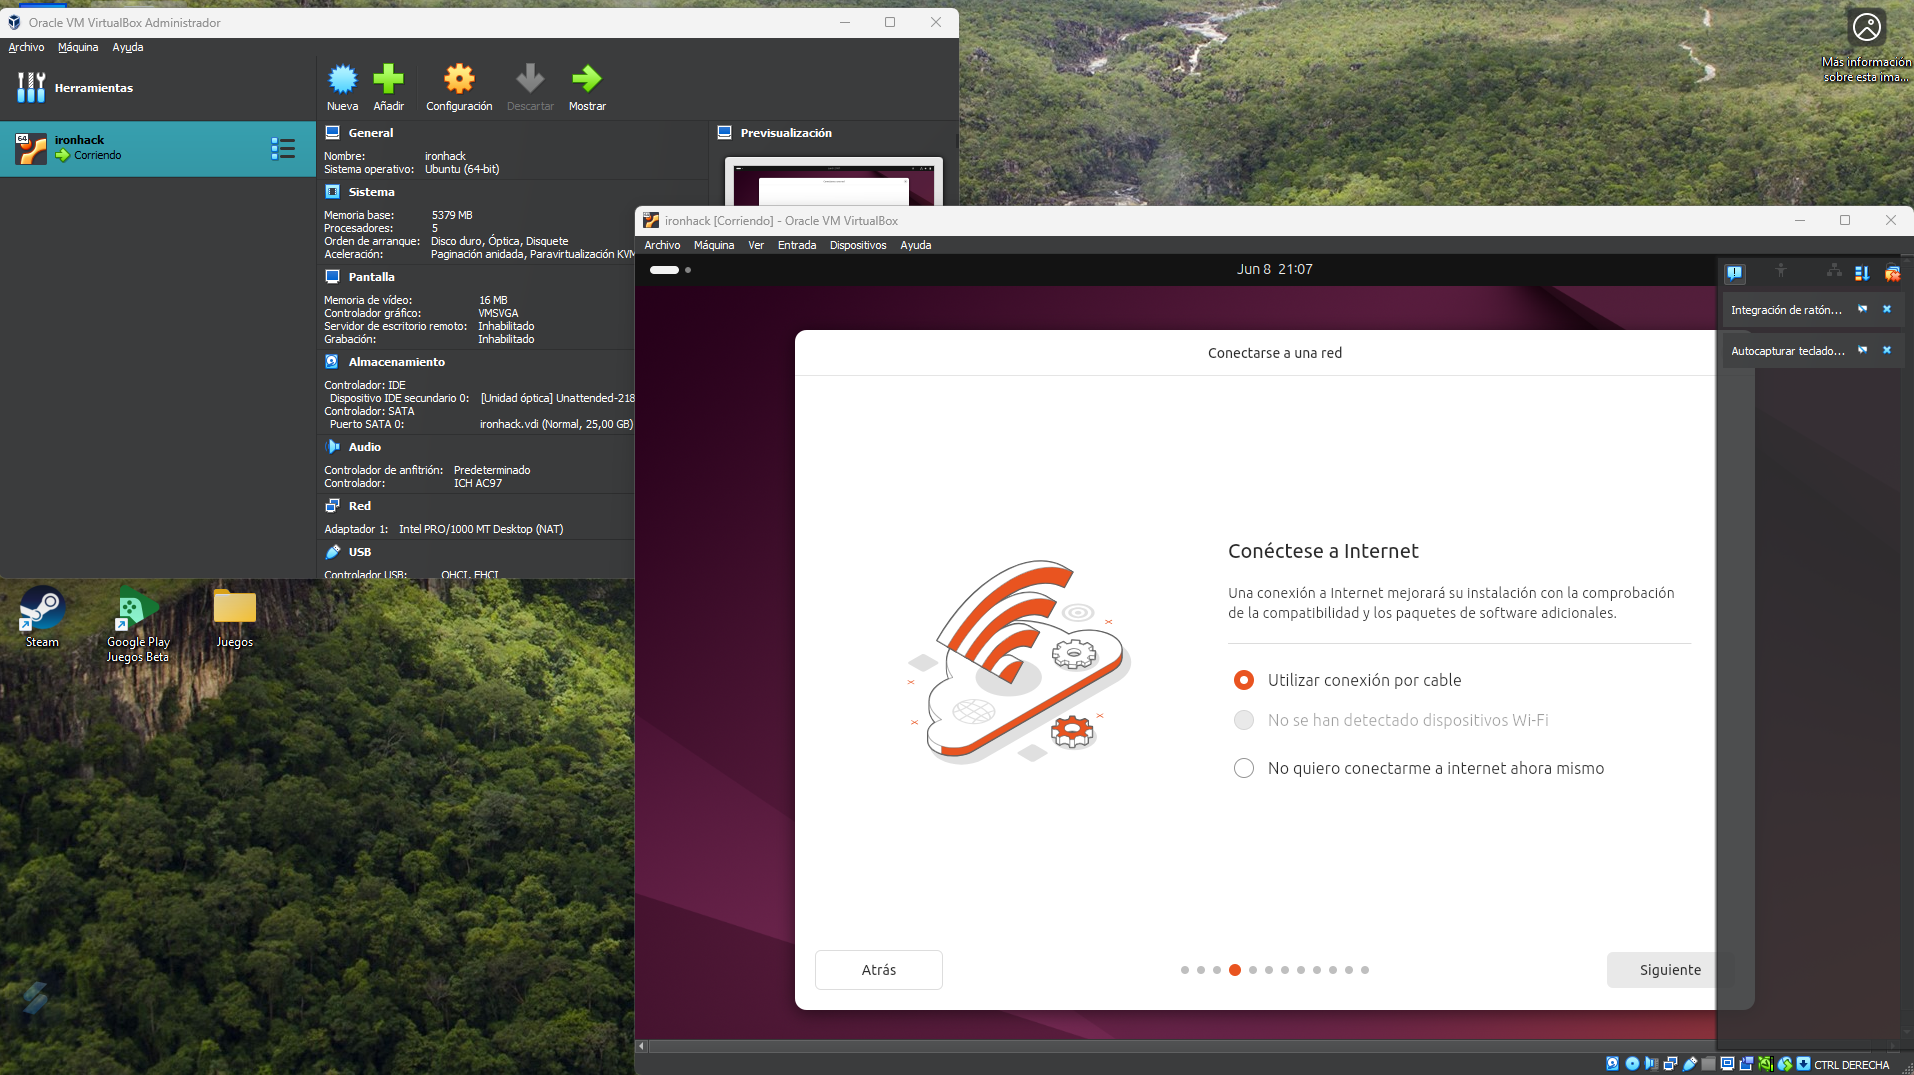 Oracle VM VirtualBox Administrador
Archivo Máquina Ayuda
Herramientas
Nueva Añadir Configuración Descartar Mostrar
64 ironhack
Corriendo
General
Nombre: ironhack
Sistema operativo: Ubuntu (64-bit)
Sistema
Memoria base: 5379 MB
Procesadores: 5
Orden de arranque: Disco duro, Óptica, Disquete
Aceleración: Paginación anidada, Paravirtualización KVM
Pantalla
Memoria de vídeo: 16 MB
Controlador gráfico: VMSVGA
Servidor de escritorio remoto: Inhabilitado
Grabación: Inhabilitado
Almacenamiento
Controlador: IDE
Dispositivo IDE secundario 0: [Unidad óptica] Unattended-218
Controlador: SATA
Puerto SATA 0: ironhack.vdi (Normal, 25,00 GB)
Audio
Controlador de anfitrión: Predeterminado
Controlador: ICH AC97
Red
Adaptador 1: Intel PRO/1000 MT Desktop (NAT)
USB
Controlador USB: OHCI, EHCI
Previsualización
Mas información
sobre esta ima...
Steam
Google Play
Juegos Beta
Juegos
ironhack [Corriendo] - Oracle VM VirtualBox
Archivo Máquina Ver Entrada Dispositivos Ayuda
Jun 8 21:07
Integración de ratón...
Autocapturar teclado...
Conectarse a una red
Conéctese a Internet
Una conexión a Internet mejorará su instalación con la comprobación
de la compatibilidad y los paquetes de software adicionales.
Utilizar conexión por cable
No se han detectado dispositivos Wi-Fi
No quiero conectarme a internet ahora mismo
Atrás
Siguiente
CTRL DERECHA